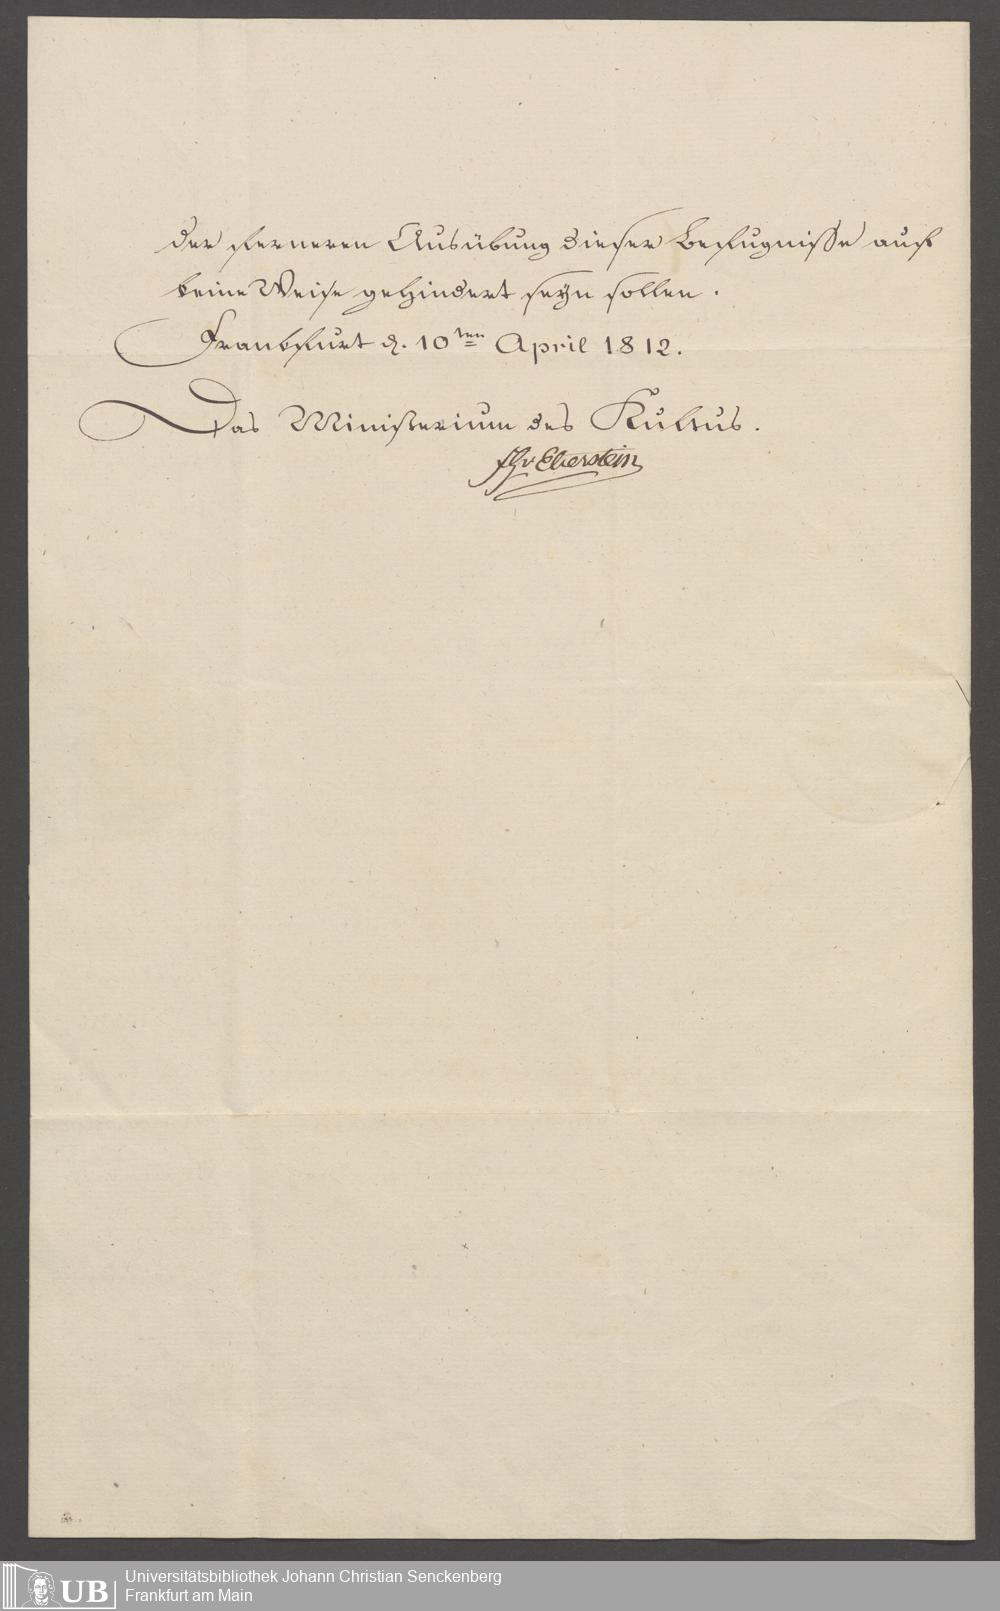 der ferneren Ausübung dieser Befugnisse auf
keine Weise gehindert seyn sollen.
Frankfurt d. 10ten April 1812.
Das Ministerium des Kultus.
Fh v Eberstein
UB
Universitätsbibliothek Johann Christian Senckenberg
Frankfurt am Main